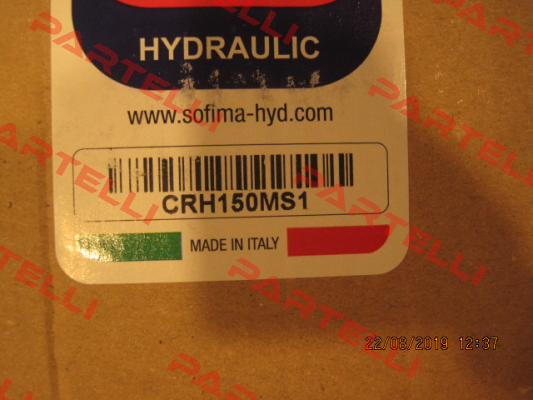 HYDRAULIC
www.sofima-hyd.com
CRH150MS1
MADE IN ITALY
22/08/2019 12:37
PARTELLI
PARTELLI
PARTELLI
PARTELLI
PARTELLI
PARTELLI